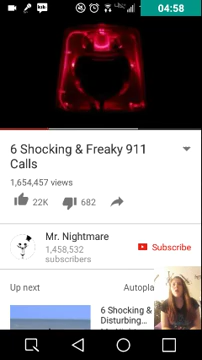 04:58
6 Shocking & Freaky 911
Calls
1,654,457 views
22K
682
Mr. Nightmare
1,458,532
subscribers
Subscribe
Up next
Autopla
6 Shocking &
Disturbing...